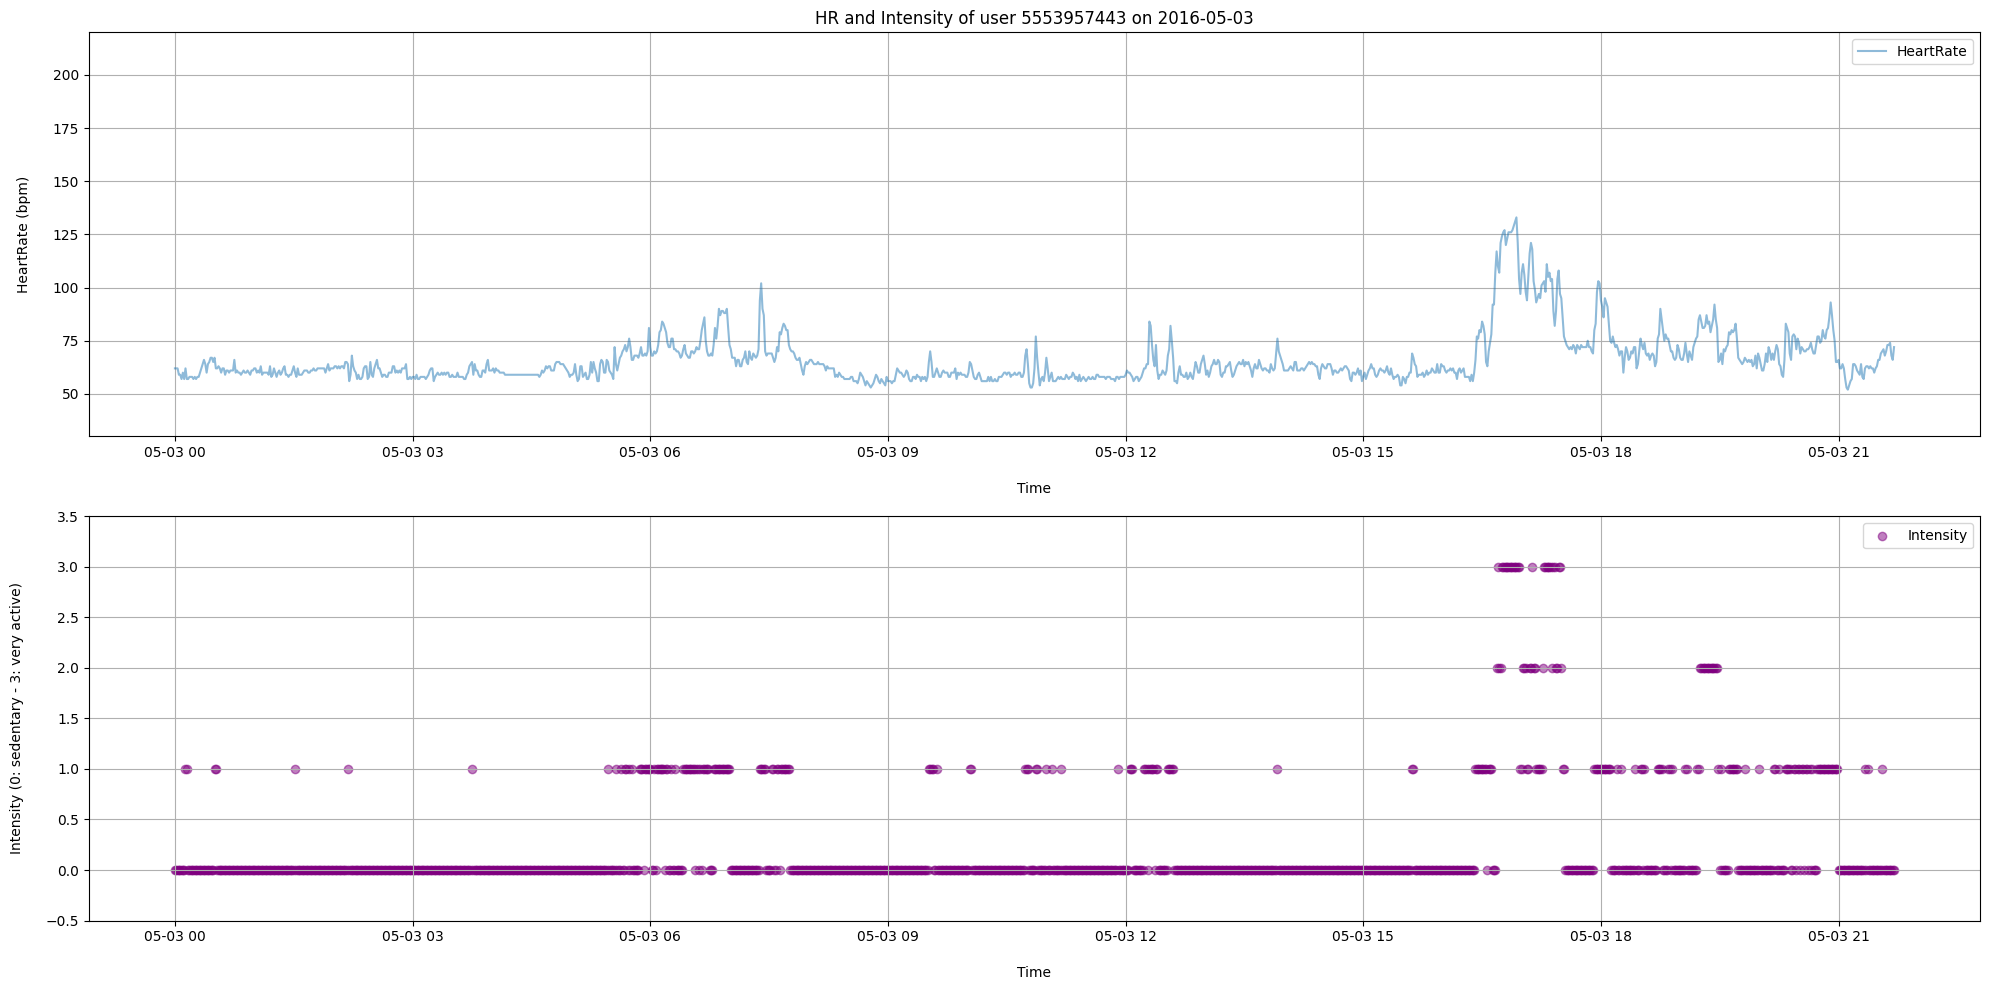 HR and Intensity of user 5553957443 on 2016-05-03
HeartRate
200
175
150
125
100
75
50
HeartRate (bpm)
05-03 00 05-03 03 05-03 06 05-03 09 05-03 12 05-03 15 05-03 18 05-03 21
Time
Intensity
3.5
3.0
2.5
2.0
1.5
1.0
0.5
0.0
−0.5
Intensity (0: sedentary - 3: very active)
05-03 00 05-03 03 05-03 06 05-03 09 05-03 12 05-03 15 05-03 18 05-03 21
Time